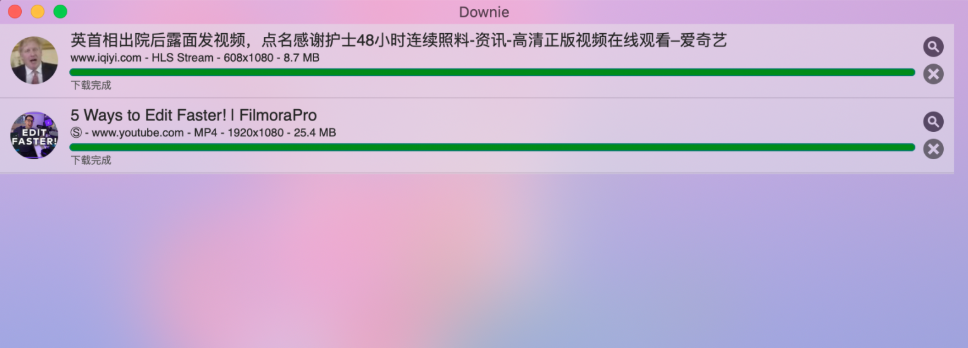 Downie
英首相出院后露面发视频，点名感谢护士48小时连续照料-资讯-高清正版视频在线观看–爱奇艺
www.iqiyi.com - HLS Stream - 608x1080 - 8.7 MB
下载完成
5 Ways to Edit Faster! | FilmoraPro
EDIT
FASTER!
Ⓢ - www.youtube.com - MP4 - 1920x1080 - 25.4 MB
下载完成